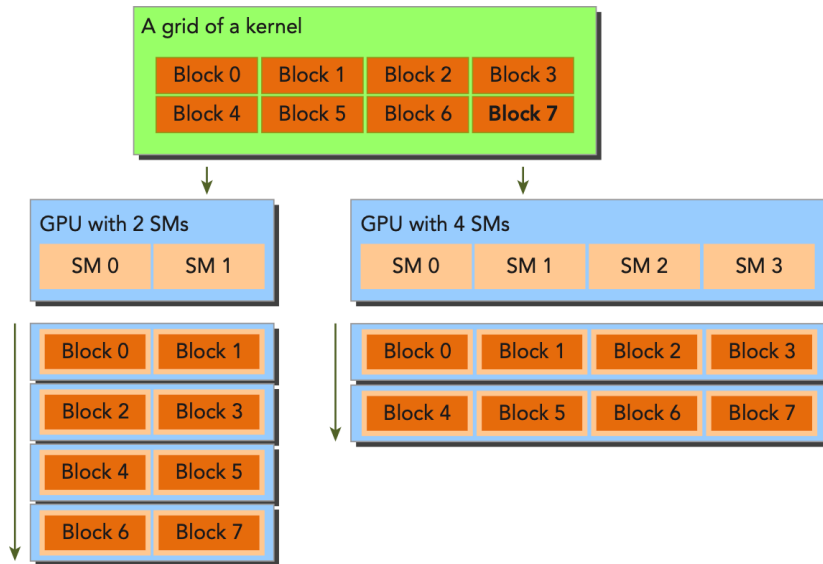 A grid of a kernel
Block 0 Block 1 Block 2 Block 3
Block 4 Block 5 Block 6 Block 7
GPU with 2 SMs
SM 0 SM 1
Block 0 Block 1
Block 2 Block 3
Block 4 Block 5
Block 6 Block 7
GPU with 4 SMs
SM 0 SM 1 SM 2 SM 3
Block 0 Block 1 Block 2 Block 3
Block 4 Block 5 Block 6 Block 7